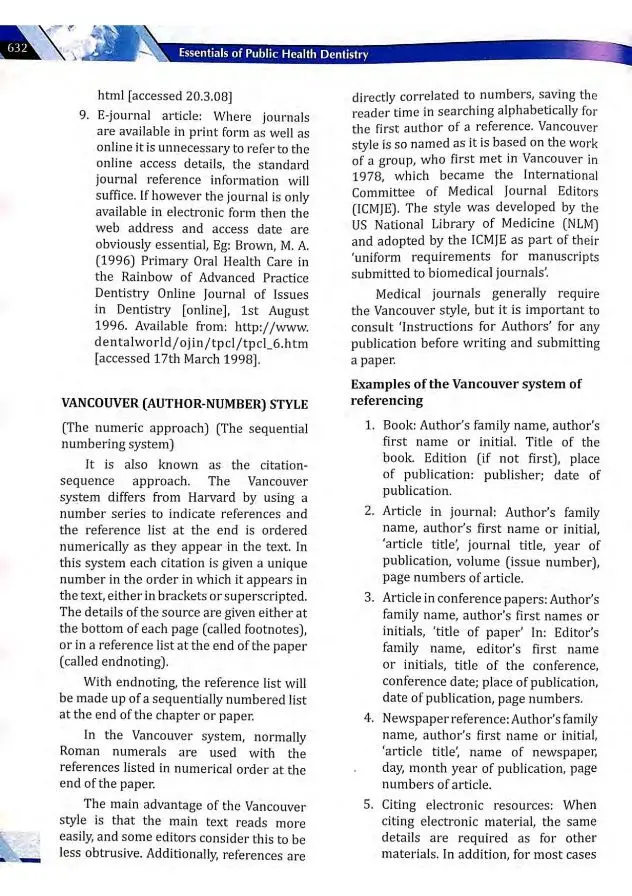 632
Essentials of Public Health Dentistry
html [accessed 20.3.08]
9. E-journal article: Where journals
are available in print form as well as
online it is unnecessary to refer to the
online access details, the standard
journal reference information will
suffice. If however the journal is only
available in electronic form then the
web address and access date are
obviously essential, Eg: Brown, M. A.
(1996) Primary Oral Health Care in
the Rainbow of Advanced Practice
Dentistry Online Journal of Issues
in Dentistry [online], 1st August
1996. Available from: http://www.
dentalworld/ojin/tpcl/tpcl_6.htm
[accessed 17th March 1998].
VANCOUVER (AUTHOR-NUMBER) STYLE
(The numeric approach) (The sequential
numbering system)
It is also known as the citation-
sequence approach. The Vancouver
system differs from Harvard by using a
number series to indicate references and
the reference list at the end is ordered
numerically as they appear in the text. In
this system each citation is given a unique
number in the order in which it appears in
the text, either in brackets or superscripted.
The details of the source are given either at
the bottom of each page (called footnotes),
or in a reference list at the end of the paper
(called endnoting).
With endnoting, the reference list will
be made up of a sequentially numbered list
at the end of the chapter or paper.
In the Vancouver system, normally
Roman numerals are used with the
references listed in numerical order at the
end of the paper.
The main advantage of the Vancouver
style is that the main text reads more
easily, and some editors consider this to be
less obtrusive. Additionally, references are
directly correlated to numbers, saving the
reader time in searching alphabetically for
the first author of a reference. Vancouver
style is so named as it is based on the work
of a group, who first met in Vancouver in
1978, which became the International
Committee of Medical Journal Editors
(ICMJE). The style was developed by the
US National Library of Medicine (NLM)
and adopted by the ICMJE as part of their
'uniform requirements for manuscripts
submitted to biomedical journals'.
Medical journals generally require
the Vancouver style, but it is important to
consult 'Instructions for Authors' for any
publication before writing and submitting
a paper.
Examples of the Vancouver system of
referencing
1. Book: Author's family name, author's
first name or initial. Title of the
book. Edition (if not first), place
of publication: publisher; date of
publication.
2. Article in journal: Author's family
name, author's first name or initial,
'article title', journal title, year of
publication, volume (issue number),
page numbers of article.
3. Article in conference papers: Author's
family name, author's first names or
initials, 'title of paper' In: Editor's
family name, editor's first name
or initials, title of the conference,
conference date; place of publication,
date of publication, page numbers.
4. Newspaper reference: Author's family
name, author's first name or initial,
'article title', name of newspaper,
day, month year of publication, page
numbers of article.
5. Citing electronic resources: When
citing electronic material, the same
details are required as for other
materials. In addition, for most cases